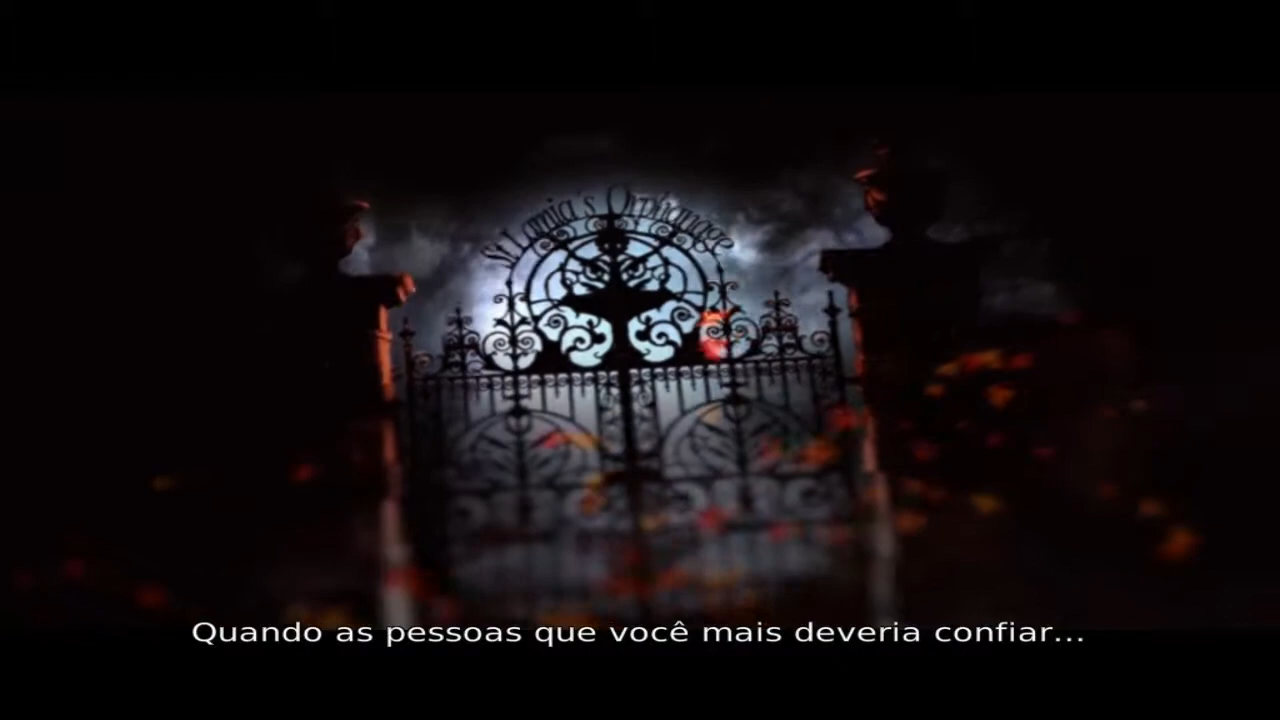 St Lamia's Orphanage
Quando as pessoas que você mais deveria confiar...